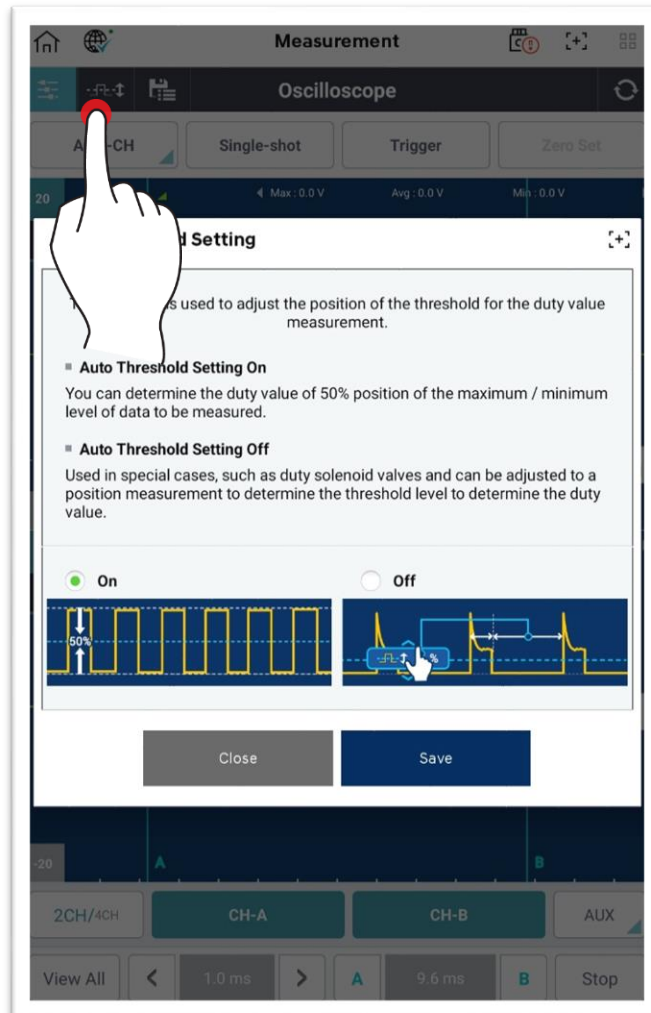 Measurement
Oscilloscope
Single-shot
Trigger
Zero Set
20
Max : 0.0 V
Avg : 0.0 V
Min : 0.0 V
Setting
[+]
used to adjust the position of the threshold for the duty value
measurement.
Auto Threshold Setting On
You can determine the duty value of 50% position of the maximum / minimum
level of data to be measured.
Auto Threshold Setting Off
Used in special cases, such as duty solenoid valves and can be adjusted to a
position measurement to determine the threshold level to determine the duty
value.
On
Off
50%
%
Close
Save
-20
A
B
2CH/4CH
CH-A
CH-B
AUX
View All
<
1.0 ms
>
A
9.6 ms
B
Stop